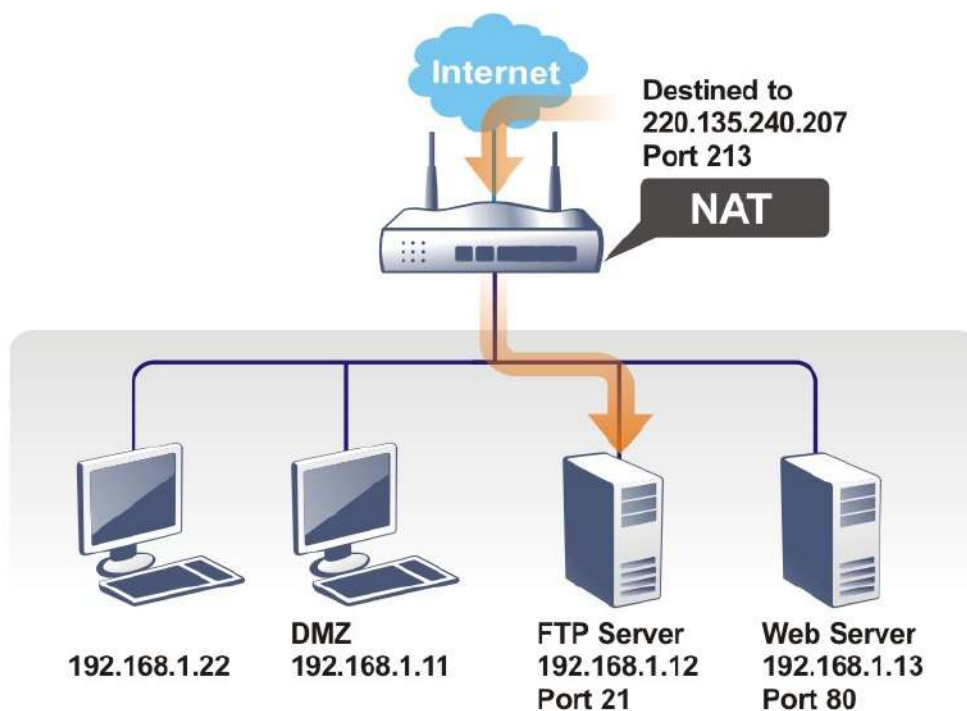 Internet
Destined to
220.135.240.207
Port 213
NAT
192.168.1.22
DMZ
192.168.1.11
FTP Server
192.168.1.12
Port 21
Web Server
192.168.1.13
Port 80